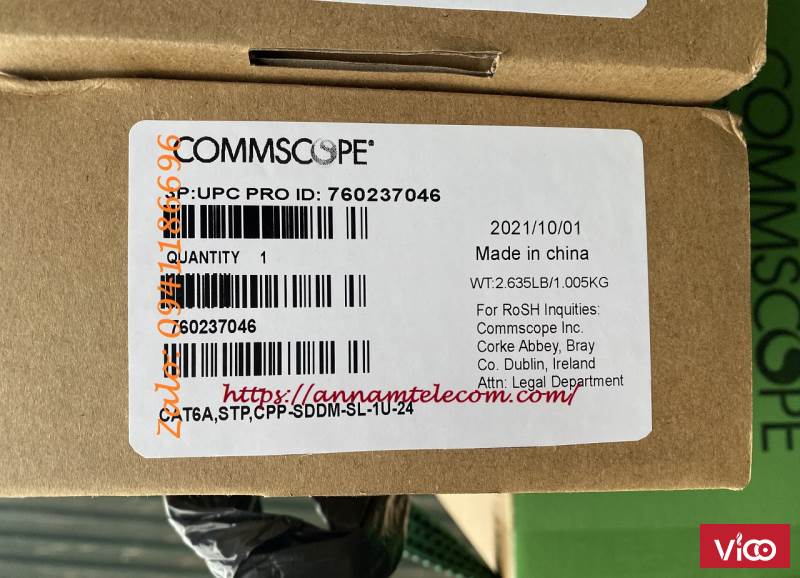 COMMSCOPE®
3P:UPC PRO ID: 760237046
QUANTITY 1
760237046
CAT6A,STP,CPP-SDDM-SL-1U-24
2021/10/01
Made in china
WT:2.635LB/1.005KG
For RoSH Inquities:
Commscope Inc.
Corke Abbey, Bray
Co. Dublin, Ireland
Attn: Legal Department
https://annamtelecom.com/
Zalo: 0941186696
COMMSCOPE
VIOO